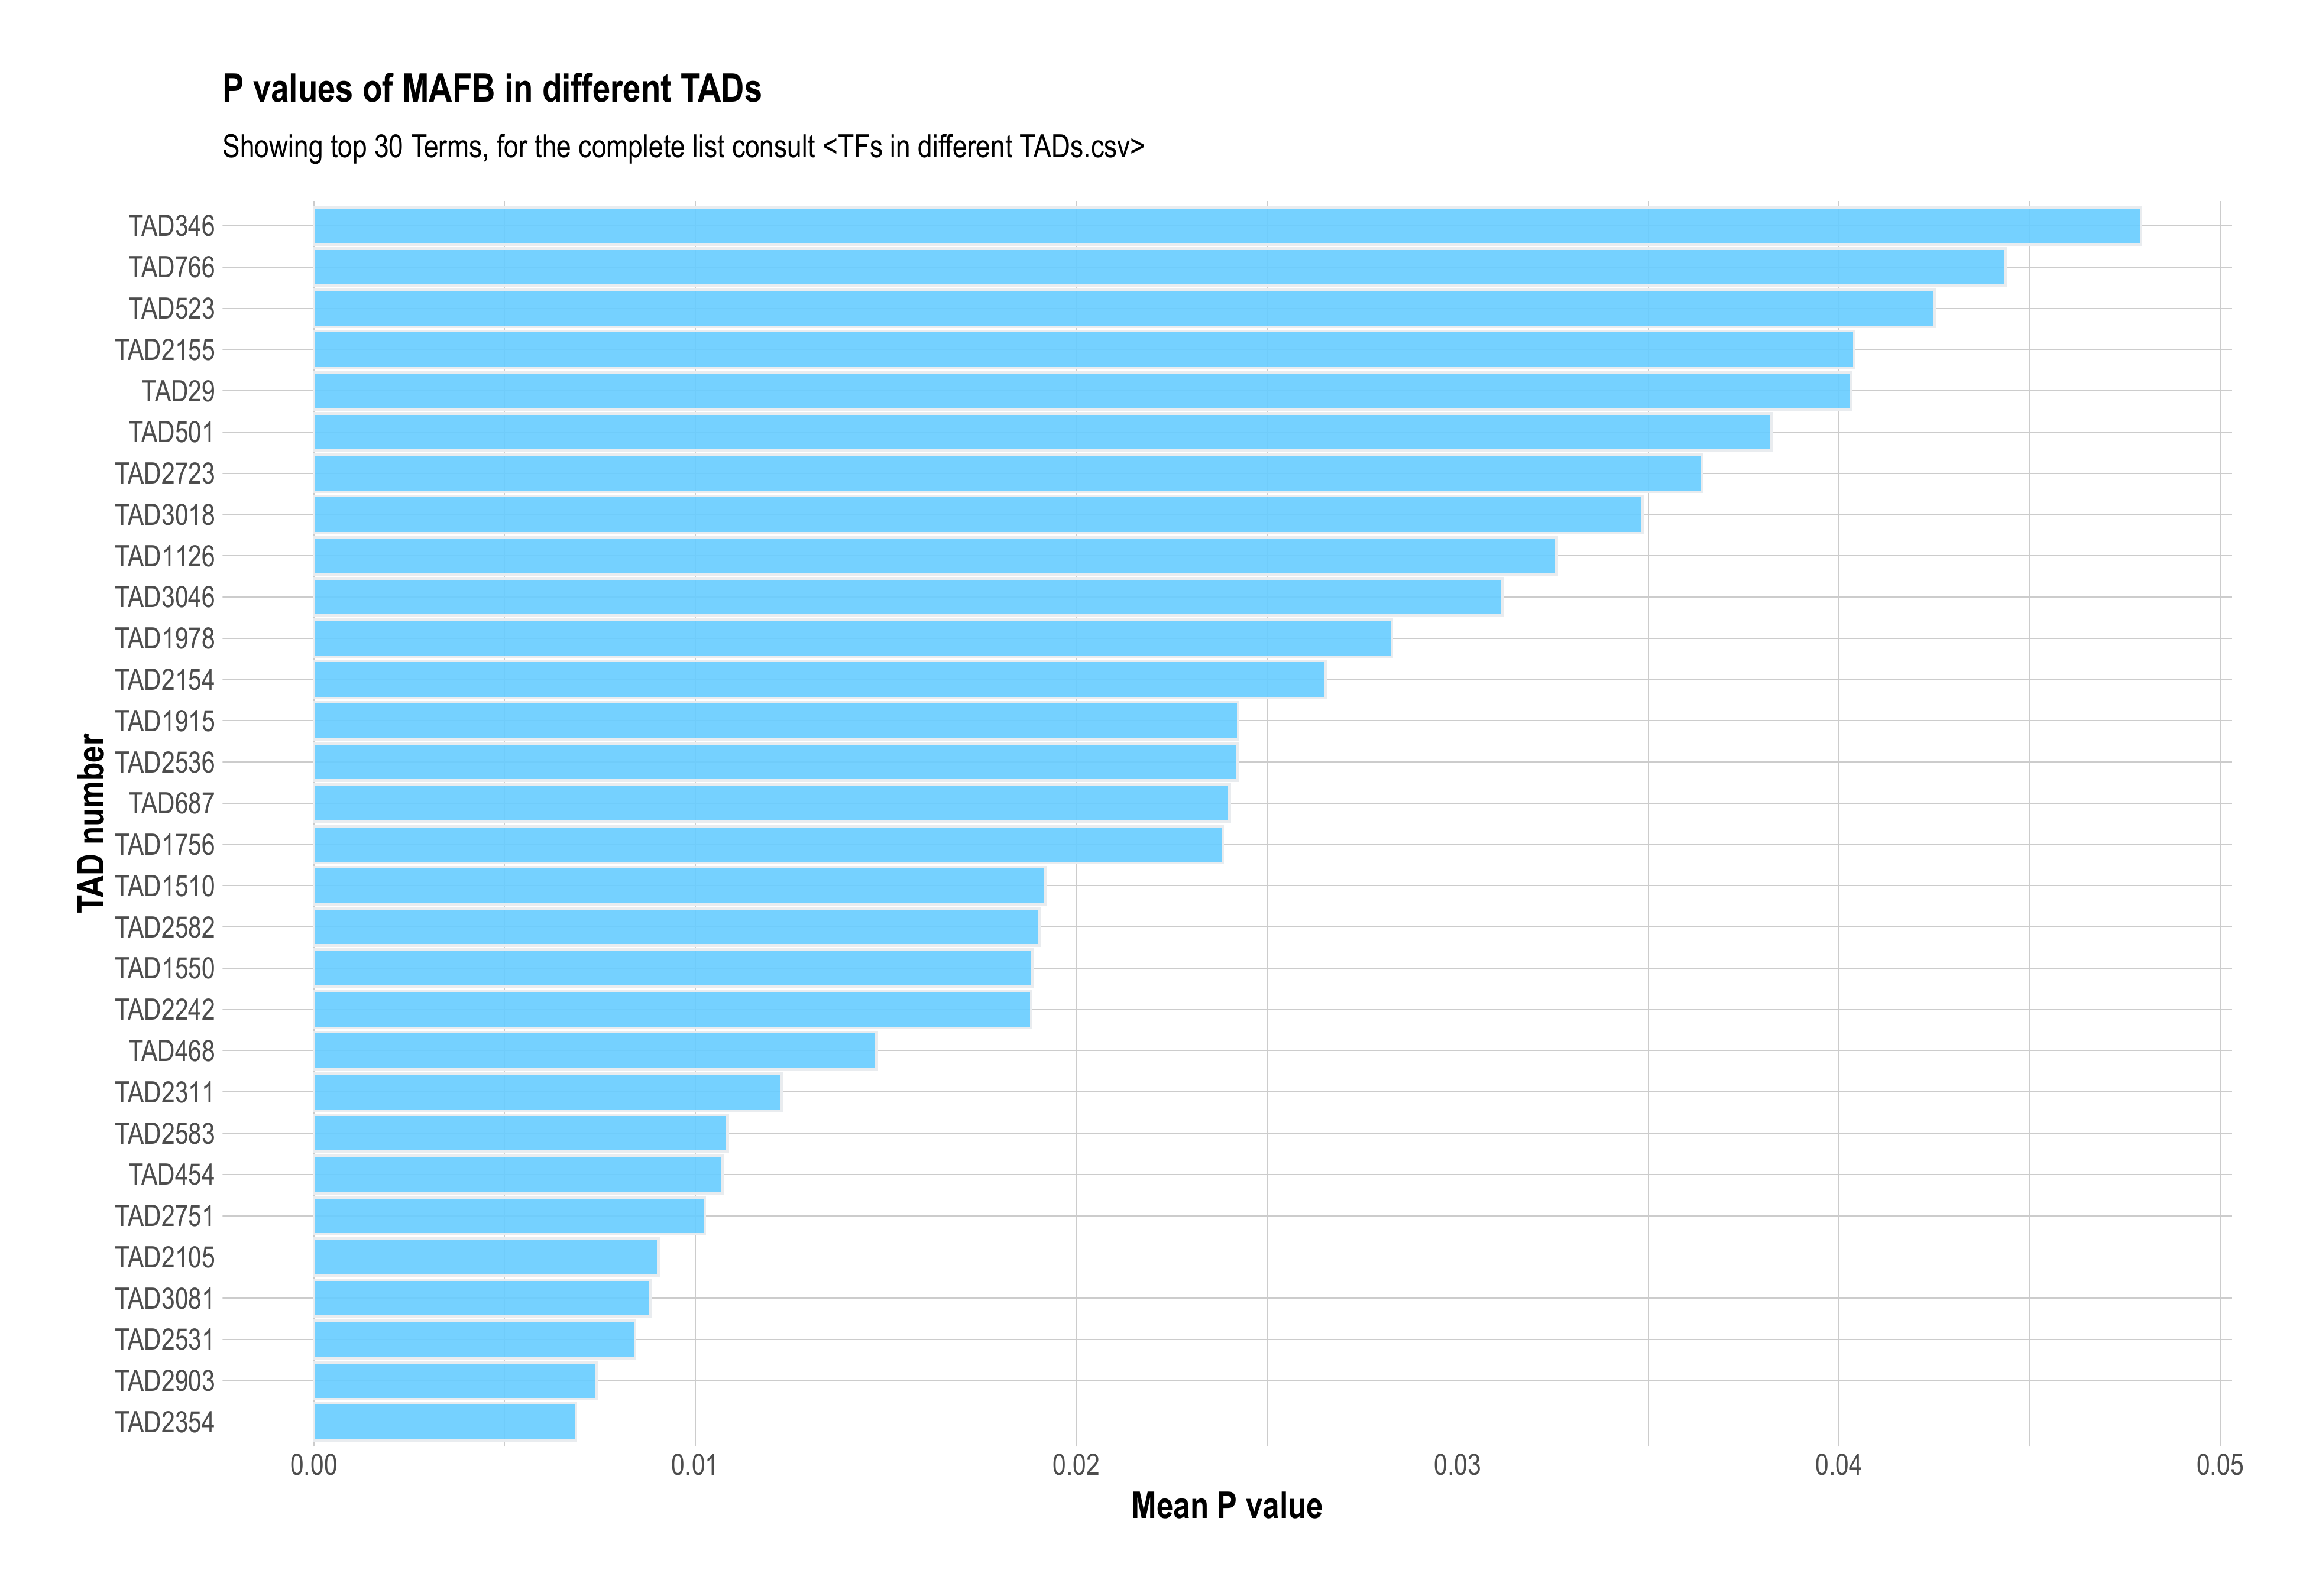 P values of MAFB in different TADs
Showing top 30 Terms, for the complete list consult <TFs in different TADs.csv>
TAD number
TAD346
TAD766
TAD523
TAD2155
TAD29
TAD501
TAD2723
TAD3018
TAD1126
TAD3046
TAD1978
TAD2154
TAD1915
TAD2536
TAD687
TAD1756
TAD1510
TAD2582
TAD1550
TAD2242
TAD468
TAD2311
TAD2583
TAD454
TAD2751
TAD2105
TAD3081
TAD2531
TAD2903
TAD2354
0.00 0.01 0.02 0.03 0.04 0.05
Mean P value